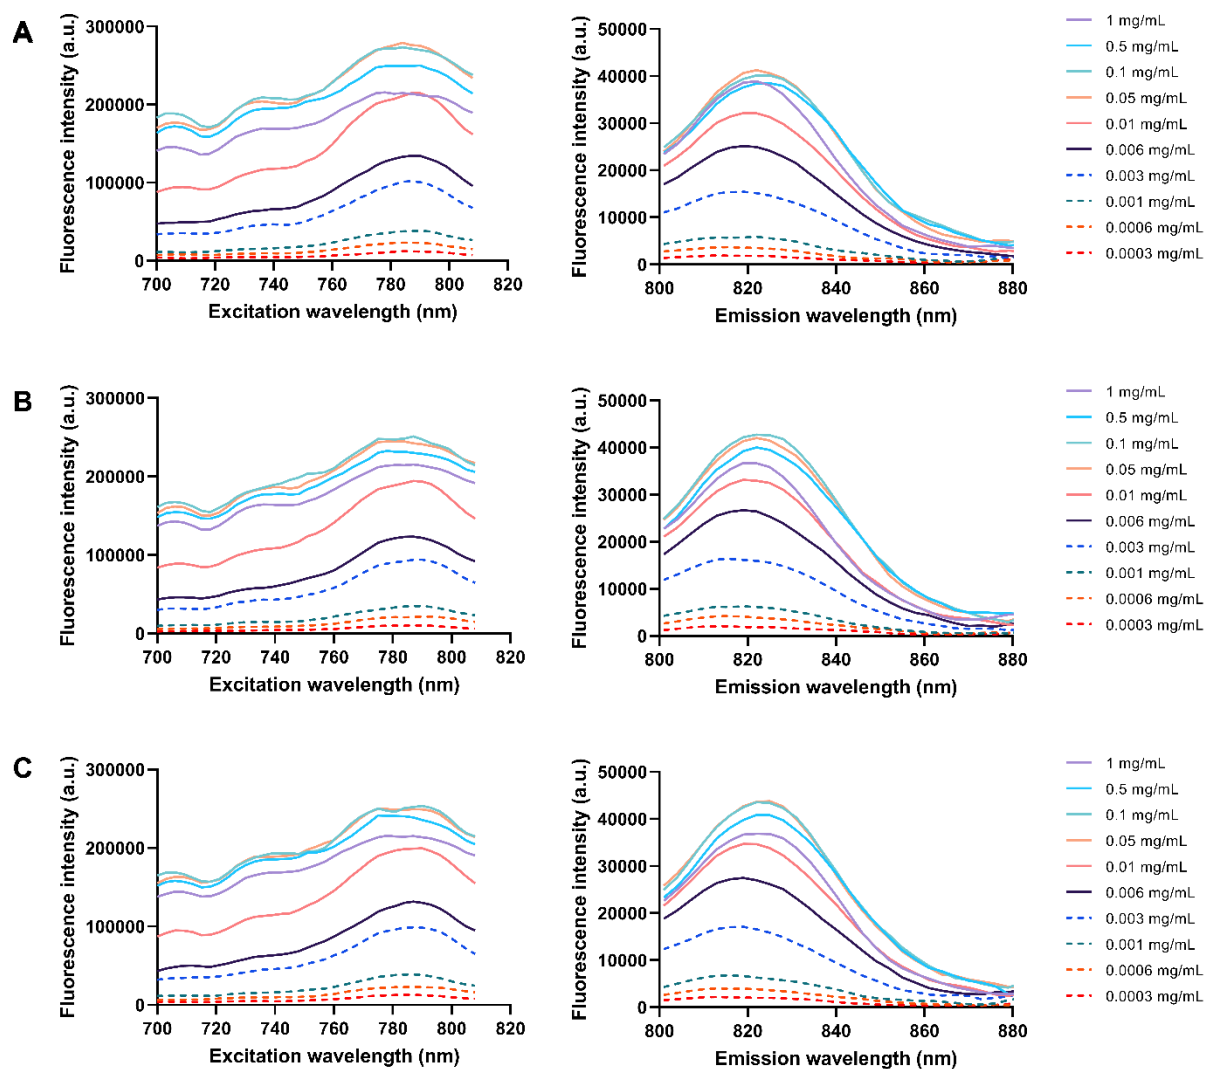 A
Fluorescence intensity (a.u.)
300000
200000
100000
0
700 720 740 760 780 800 820
Excitation wavelength (nm)
Fluorescence intensity (a.u.)
50000
40000
30000
20000
10000
0
800 820 840 860 880
Emission wavelength (nm)
1 mg/mL
0.5 mg/mL
0.1 mg/mL
0.05 mg/mL
0.01 mg/mL
0.006 mg/mL
0.003 mg/mL
0.001 mg/mL
0.0006 mg/mL
0.0003 mg/mL
B
Fluorescence intensity (a.u.)
300000
200000
100000
0
700 720 740 760 780 800 820
Excitation wavelength (nm)
Fluorescence intensity (a.u.)
50000
40000
30000
20000
10000
0
800 820 840 860 880
Emission wavelength (nm)
1 mg/mL
0.5 mg/mL
0.1 mg/mL
0.05 mg/mL
0.01 mg/mL
0.006 mg/mL
0.003 mg/mL
0.001 mg/mL
0.0006 mg/mL
0.0003 mg/mL
C
Fluorescence intensity (a.u.)
300000
200000
100000
0
700 720 740 760 780 800 820
Excitation wavelength (nm)
Fluorescence intensity (a.u.)
50000
40000
30000
20000
10000
0
800 820 840 860 880
Emission wavelength (nm)
1 mg/mL
0.5 mg/mL
0.1 mg/mL
0.05 mg/mL
0.01 mg/mL
0.006 mg/mL
0.003 mg/mL
0.001 mg/mL
0.0006 mg/mL
0.0003 mg/mL